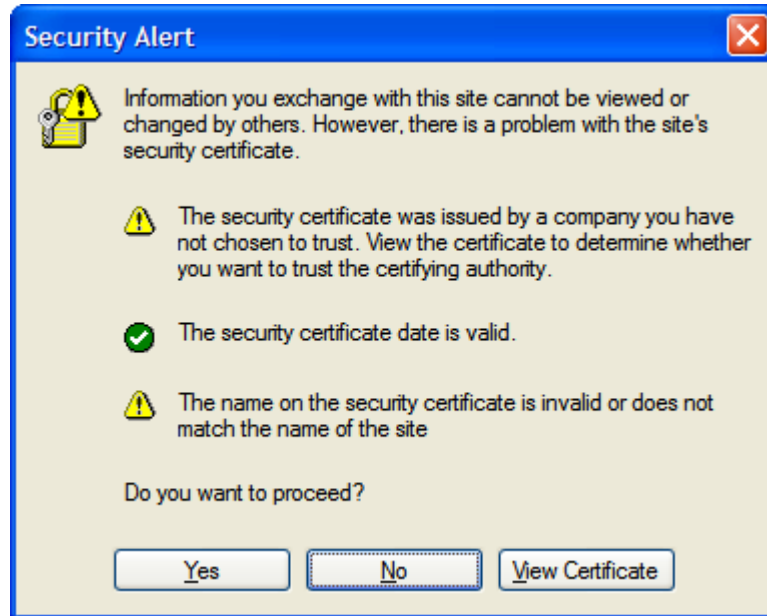 Security Alert
Information you exchange with this site cannot be viewed or
changed by others. However, there is a problem with the site's
security certificate.
The security certificate was issued by a company you have
not chosen to trust. View the certificate to determine whether
you want to trust the certifying authority.
The security certificate date is valid.
The name on the security certificate is invalid or does not
match the name of the site
Do you want to proceed?
Yes No View Certificate